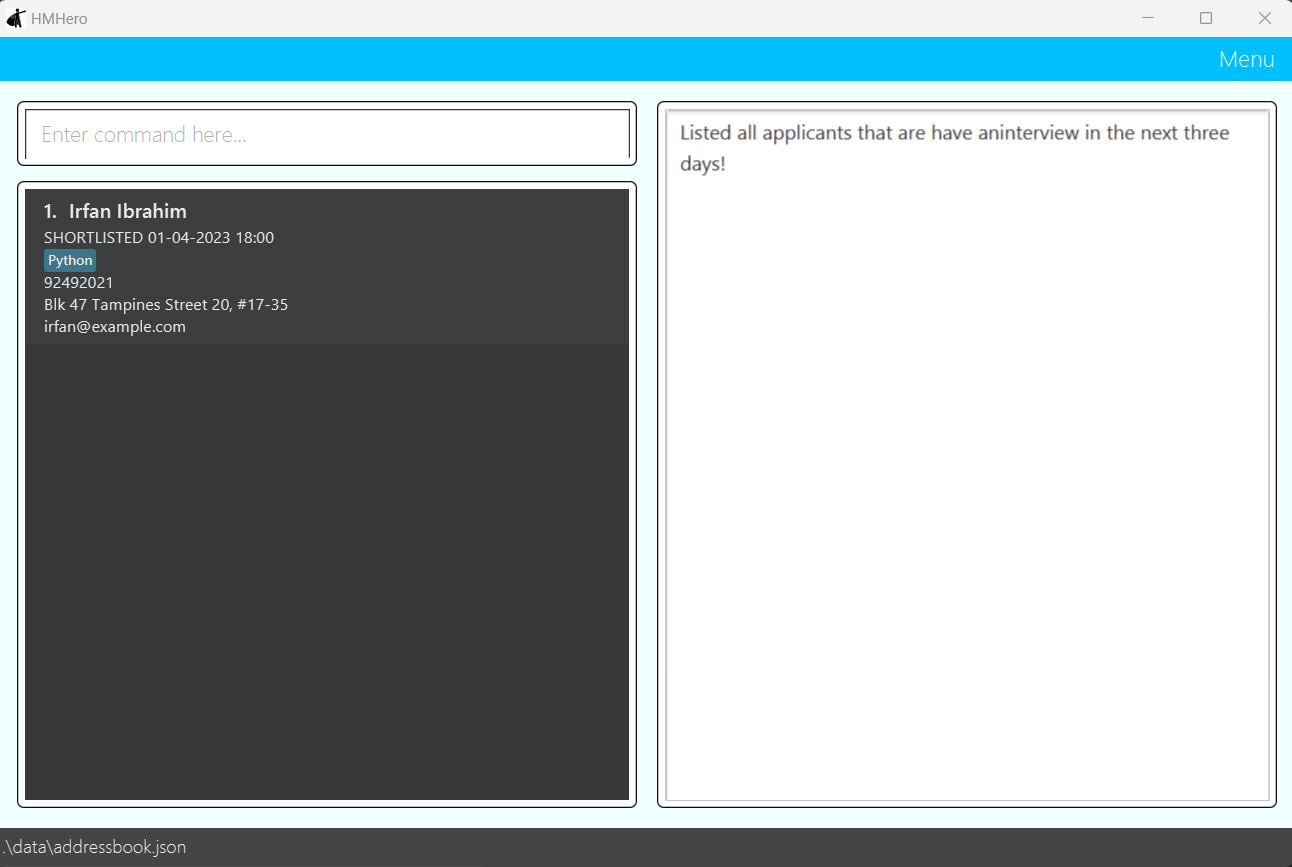 HMHero
Menu
Enter command here...
1. Irfan Ibrahim
SHORTLISTED 01-04-2023 18:00
Python
92492021
Blk 47 Tampines Street 20, #17-35
irfan@example.com
Listed all applicants that are have aninterview in the next three
days!
.\data\addressbook.json